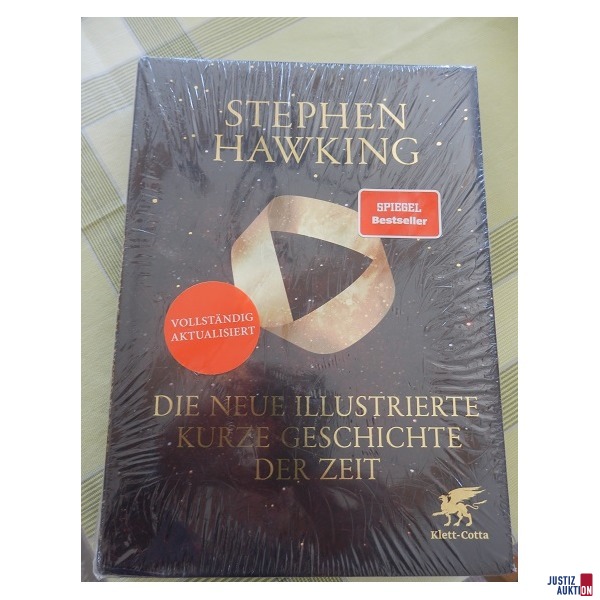 STEPHEN
HAWKING
SPIEGEL
Bestseller
VOLLSTÄNDIG
AKTUALISIERT
DIE NEUE ILLUSTRIERTE
KURZE GESCHICHTE
DER ZEIT
Klett-Cotta
JUSTIZ
AUKTION